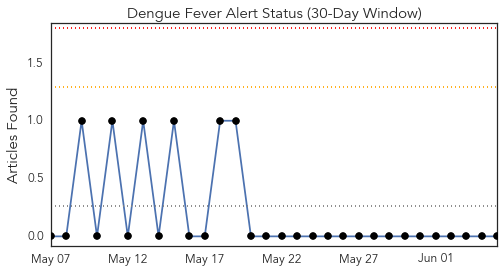 Dengue Fever Alert Status (30-Day Window)
Articles Found
1.5
1.0
0.5
0.0
May 07 May 12 May 17 May 22 May 27 Jun 01